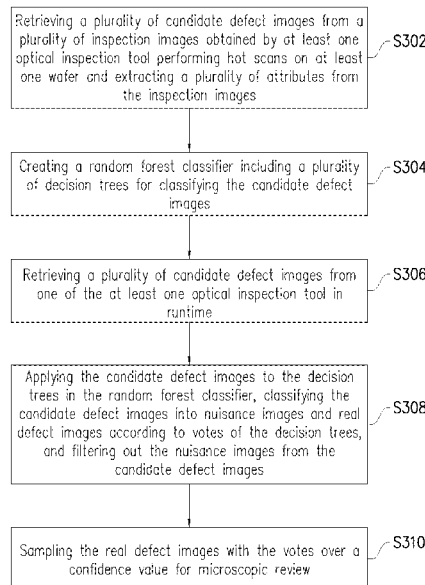 Retrieving a plurality of candidate defect images from a
plurality of inspection images obtained by at least one
optical inspection tool performing hot scans on at least
one wafer and extracting a plurality of attributes from
the inspection images
S302
Creating a random forest classifier including a plurality
of decision trees for classifying the candidate defect
images
S304
Retrieving a plurality of candidate defect images from
one of the at least one optical inspection tool in
runtime
S306
Applying the candidate defect images to the decision
trees in the random forest classifier, classifying the
candidate defect images into nuisance images and real
defect images according to votes of the decision trees,
and filtering out the nuisance images from the
candidate defect images
S308
Sampling the real defect images with the votes over a
confidence value for microscopic review
S310